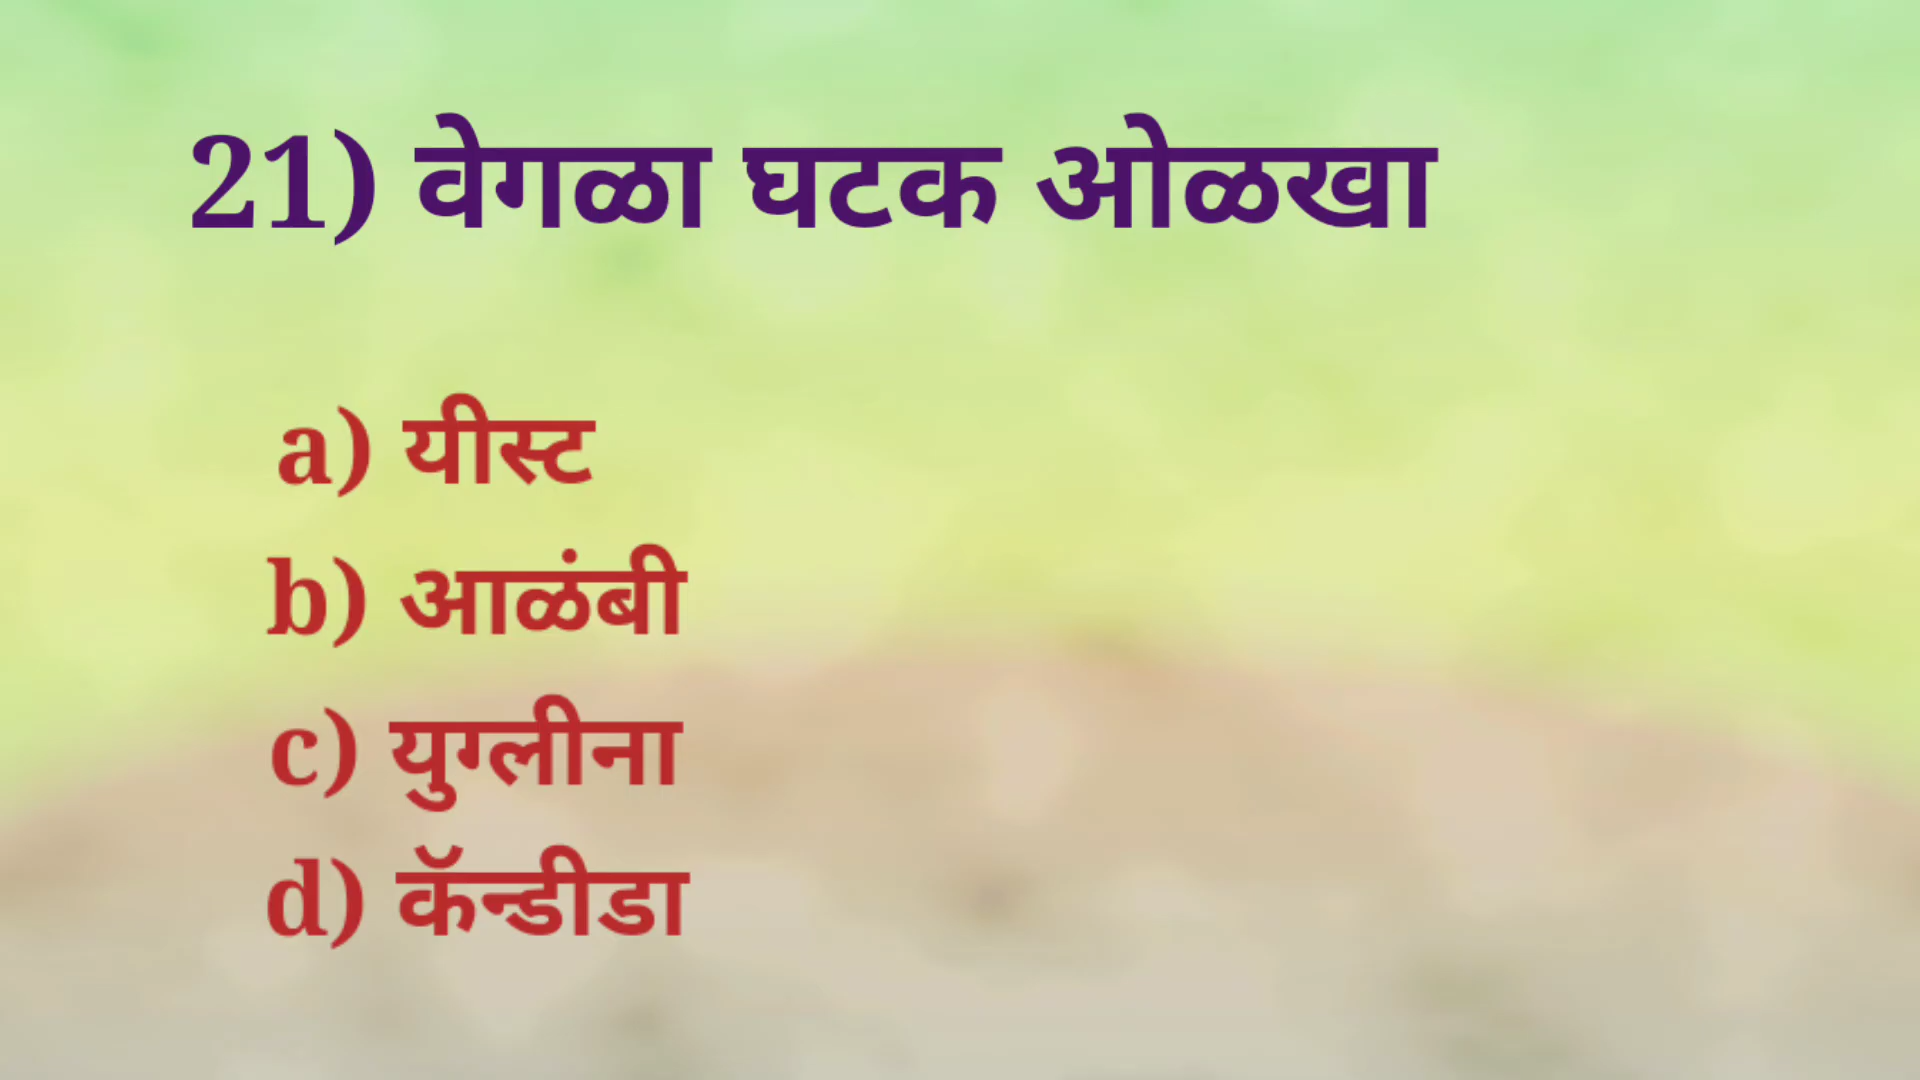 21) वेगळा घटक ओळखा
a) यीस्ट
b) आळंबी
c) युग्लीना
d) कॅन्डीडा